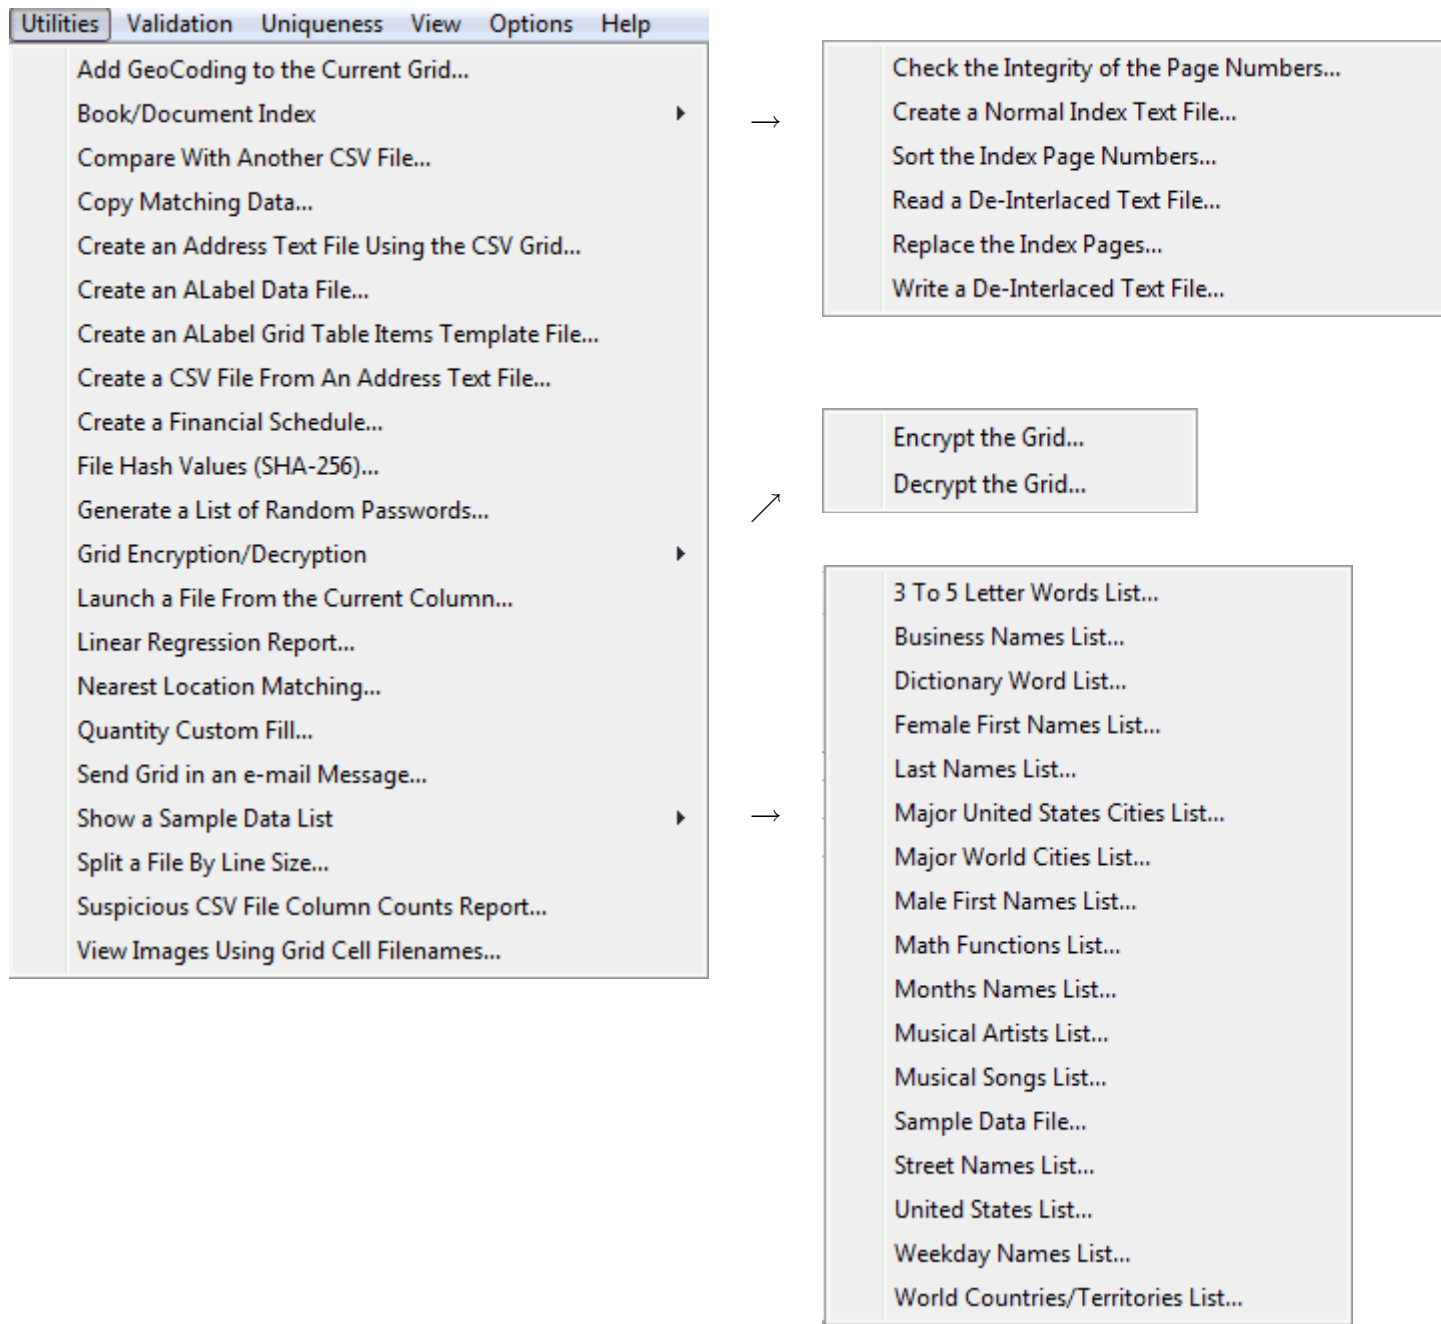 Utilities Validation Uniqueness View Options Help
Add GeoCoding to the Current Grid...
Book/Document Index
Compare With Another CSV File...
Copy Matching Data...
Create an Address Text File Using the CSV Grid...
Create an ALabel Data File...
Create an ALabel Grid Table Items Template File...
Create a CSV File From An Address Text File...
Create a Financial Schedule...
File Hash Values (SHA-256)...
Generate a List of Random Passwords...
Grid Encryption/Decryption
Launch a File From the Current Column...
Linear Regression Report...
Nearest Location Matching...
Quantity Custom Fill...
Send Grid in an e-mail Message...
Show a Sample Data List
Split a File By Line Size...
Suspicious CSV File Column Counts Report...
View Images Using Grid Cell Filenames...
Check the Integrity of the Page Numbers...
Create a Normal Index Text File...
Sort the Index Page Numbers...
Read a De-Interlaced Text File...
Replace the Index Pages...
Write a De-Interlaced Text File...
Encrypt the Grid...
Decrypt the Grid...
3 To 5 Letter Words List...
Business Names List...
Dictionary Word List...
Female First Names List...
Last Names List...
Major United States Cities List...
Major World Cities List...
Male First Names List...
Math Functions List...
Months Names List...
Musical Artists List...
Musical Songs List...
Sample Data File...
Street Names List...
United States List...
Weekday Names List...
World Countries/Territories List...